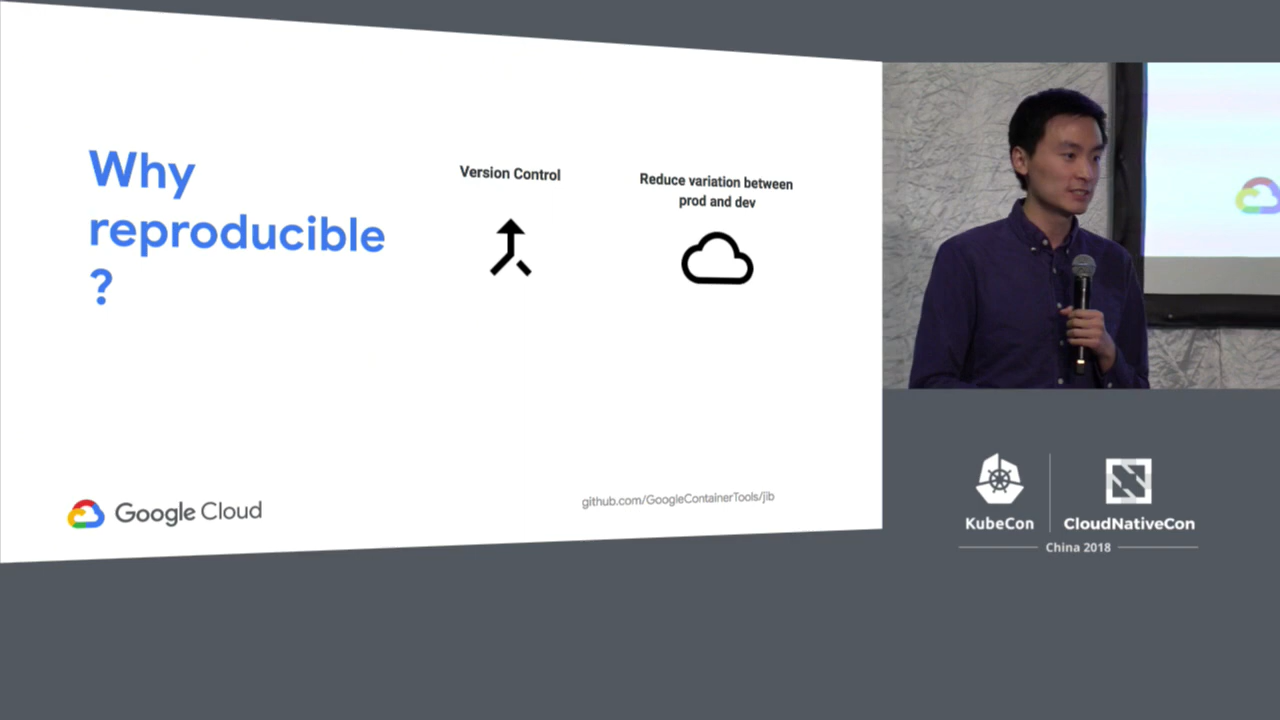 Why
reproducible
?
Version Control
Reduce variation between
prod and dev
Google Cloud
github.com/GoogleContainerTools/jib
KubeCon
CloudNativeCon
China 2018